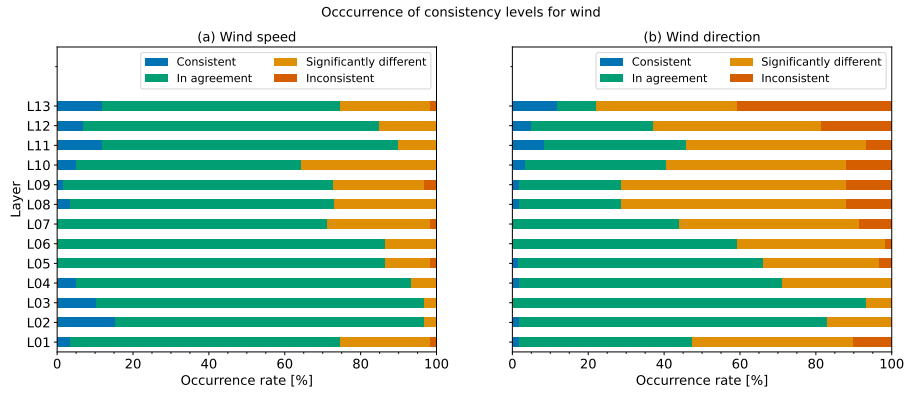 Occcurrence of consistency levels for wind
(a) Wind speed
Consistent
In agreement
Significantly different
Inconsistent
Layer
L13
L12
L11
L10
L09
L08
L07
L06
L05
L04
L03
L02
L01
0 20 40 60 80 100
Occurrence rate [%]
(b) Wind direction
Consistent
In agreement
Significantly different
Inconsistent
0 20 40 60 80 100
Occurrence rate [%]